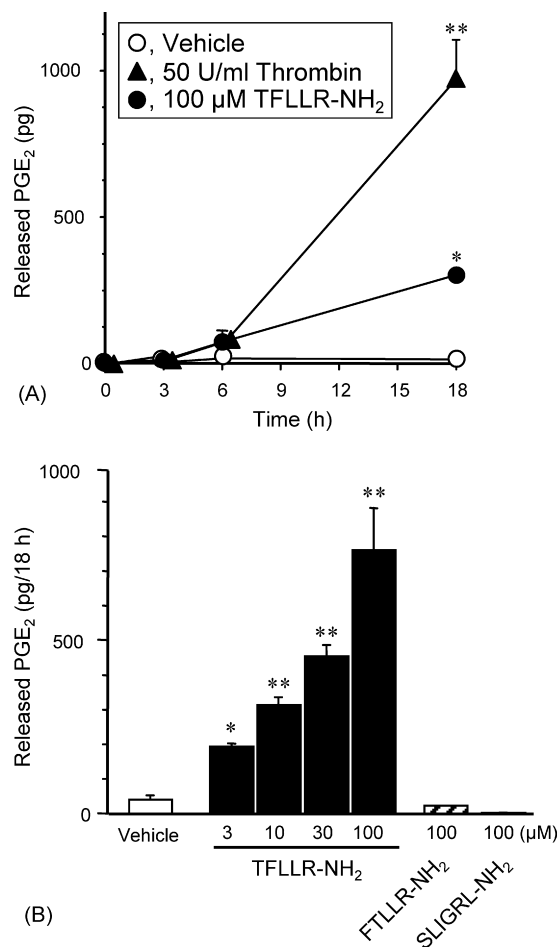 1000
500
0
Released PGE₂ (pg)
○, Vehicle
▲, 50 U/ml Thrombin
●, 100 µM TFLLR-NH₂
**
*
0 3 6 9 12 15 18
Time (h)
(A)
1000
500
0
Released PGE₂ (pg/18 h)
*
**
**
**
Vehicle 3 10 30 100 100 100 (µM)
TFLLR-NH₂
FTLLR-NH₂
SLIGRL-NH₂
(B)